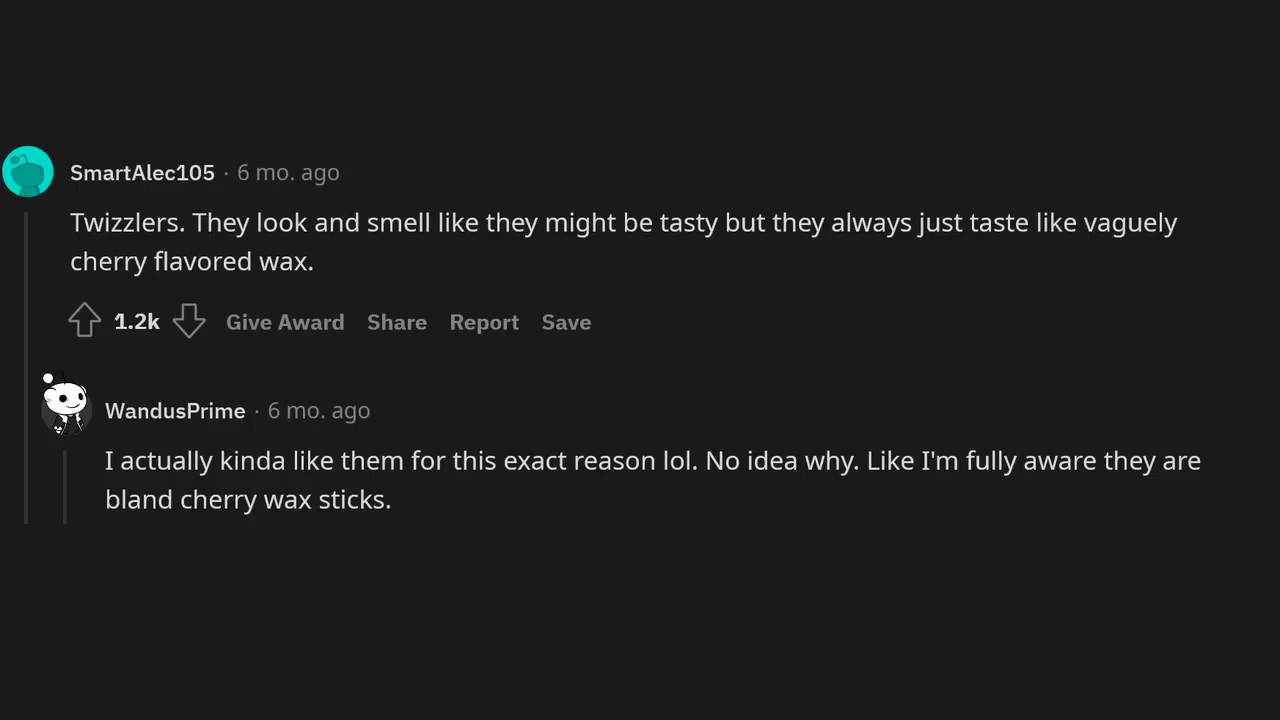 SmartAlec105 · 6 mo. ago
Twizzlers. They look and smell like they might be tasty but they always just taste like vaguely
cherry flavored wax.
1.2k Give Award Share Report Save
WandusPrime · 6 mo. ago
I actually kinda like them for this exact reason lol. No idea why. Like I'm fully aware they are
bland cherry wax sticks.